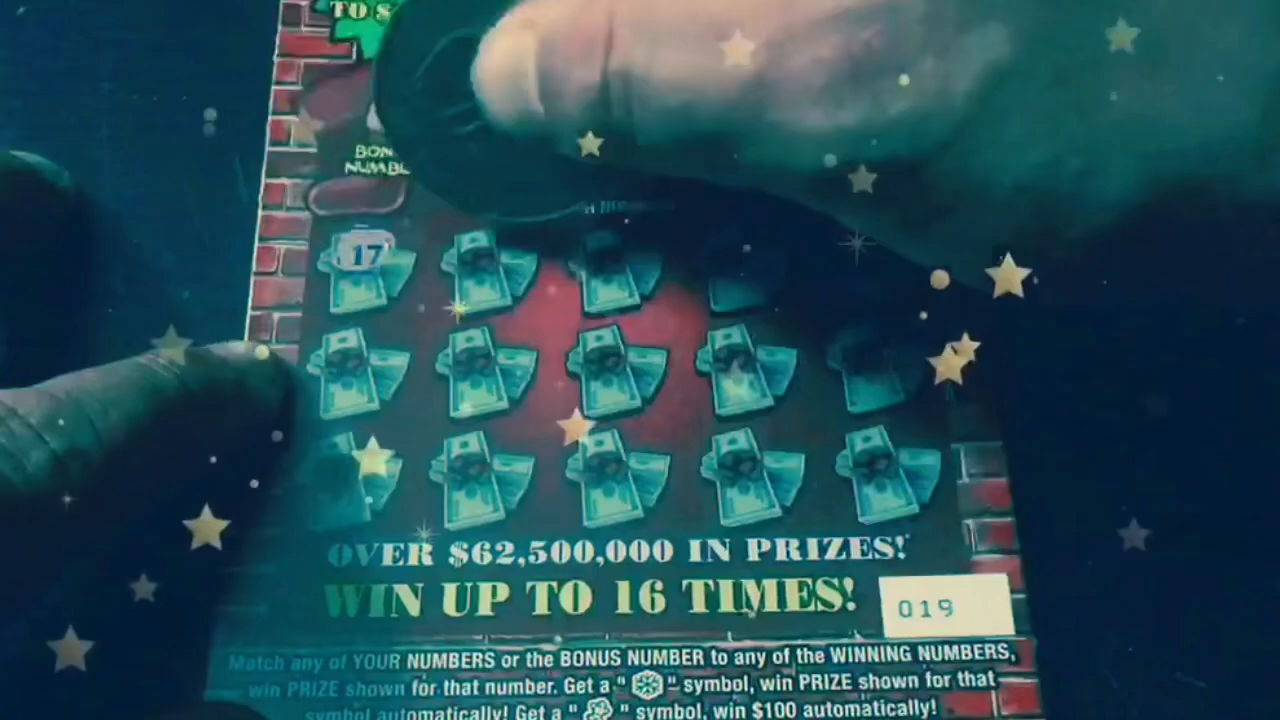 TO S
BON
NUMBE
17
OVER $62,500,000 IN PRIZES!
WIN UP TO 16 TIMES!
019
Match any of YOUR NUMBERS or the BONUS NUMBER to any of the WINNING NUMBERS,
win PRIZE shown for that number. Get a " " symbol, win PRIZE shown for that
symbol automatically! Get a " " symbol, win $100 automatically!